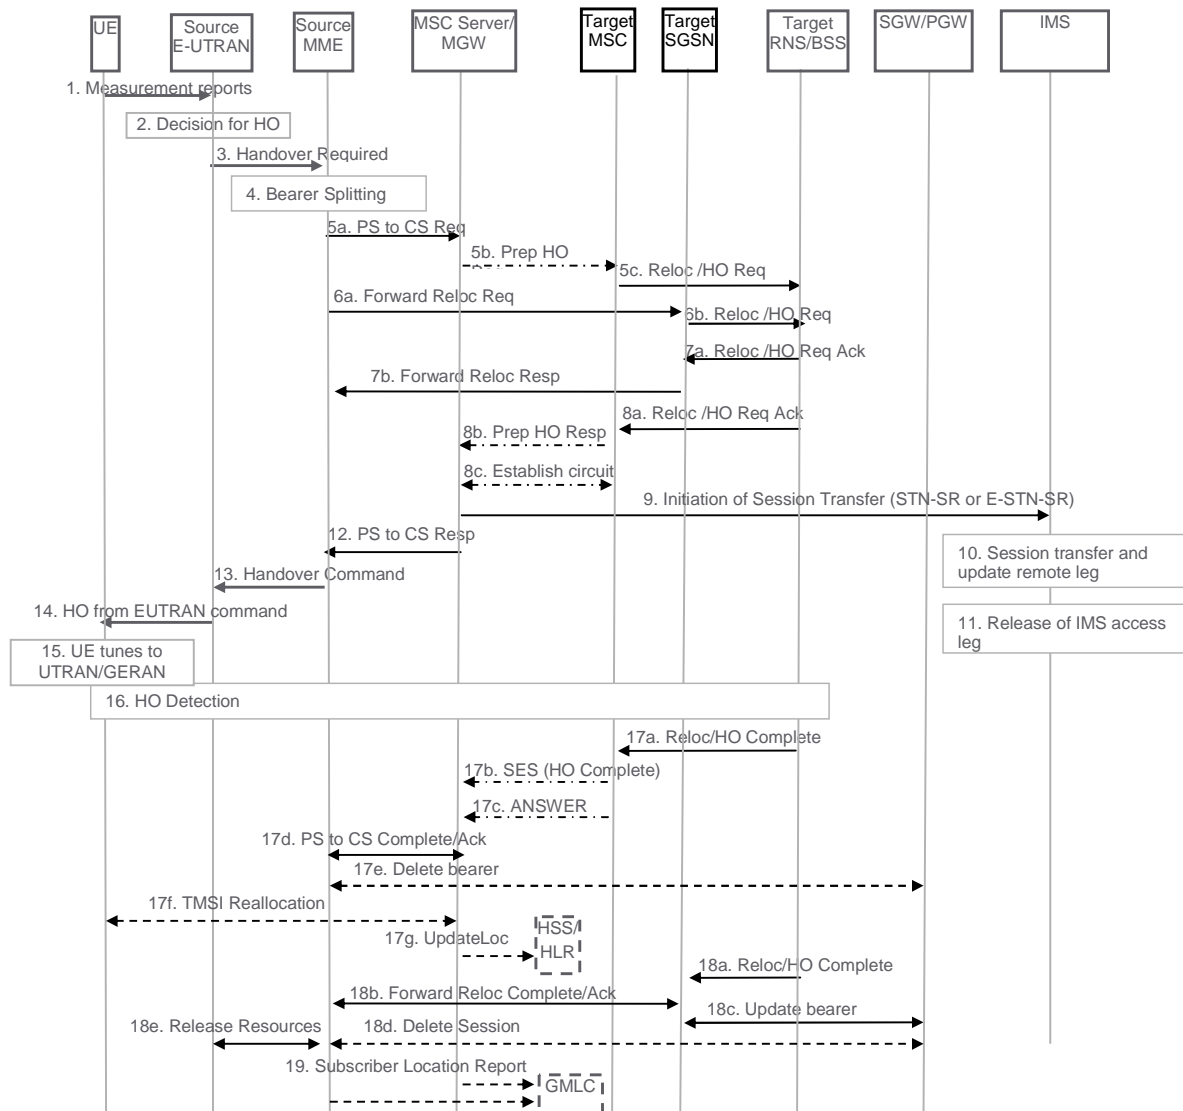 UE
Source
E-UTRAN
Source
MME
MSC Server/
MGW
Target
MSC
Target
SGSN
Target
RNS/BSS
SGW/PGW
IMS
1. Measurement reports
2. Decision for HO
3. Handover Required
4. Bearer Splitting
5a. PS to CS Req
5b. Prep HO
5c. Reloc /HO Req
6a. Forward Reloc Req
6b. Reloc /HO Req
7a. Reloc /HO Req Ack
7b. Forward Reloc Resp
8a. Reloc /HO Req Ack
8b. Prep HO Resp
8c. Establish circuit
9. Initiation of Session Transfer (STN-SR or E-STN-SR)
12. PS to CS Resp
10. Session transfer and
update remote leg
13. Handover Command
14. HO from EUTRAN command
11. Release of IMS access
leg
15. UE tunes to
UTRAN/GERAN
16. HO Detection
17a. Reloc/HO Complete
17b. SES (HO Complete)
17c. ANSWER
17d. PS to CS Complete/Ack
17e. Delete bearer
17f. TMSI Reallocation
17g. UpdateLoc
HSS/
HLR
18a. Reloc/HO Complete
18b. Forward Reloc Complete/Ack
18c. Update bearer
18e. Release Resources
18d. Delete Session
19. Subscriber Location Report
GMLC